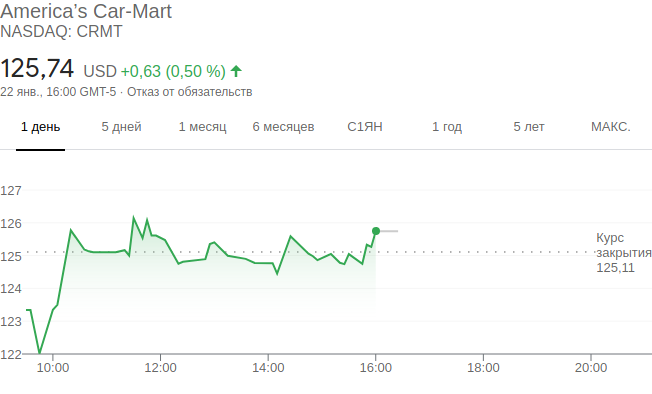 America's Car-Mart
NASDAQ: CRMT
125,74 USD +0,63 (0,50 %)
22 янв., 16:00 GMT-5 · Отказ от обязательств
1 день 5 дней 1 месяц 6 месяцев С1ЯН 1 год 5 лет МАКС.
127
126
Курс
закрытия
125,11
125
124
123
122
10:00 12:00 14:00 16:00 18:00 20:00